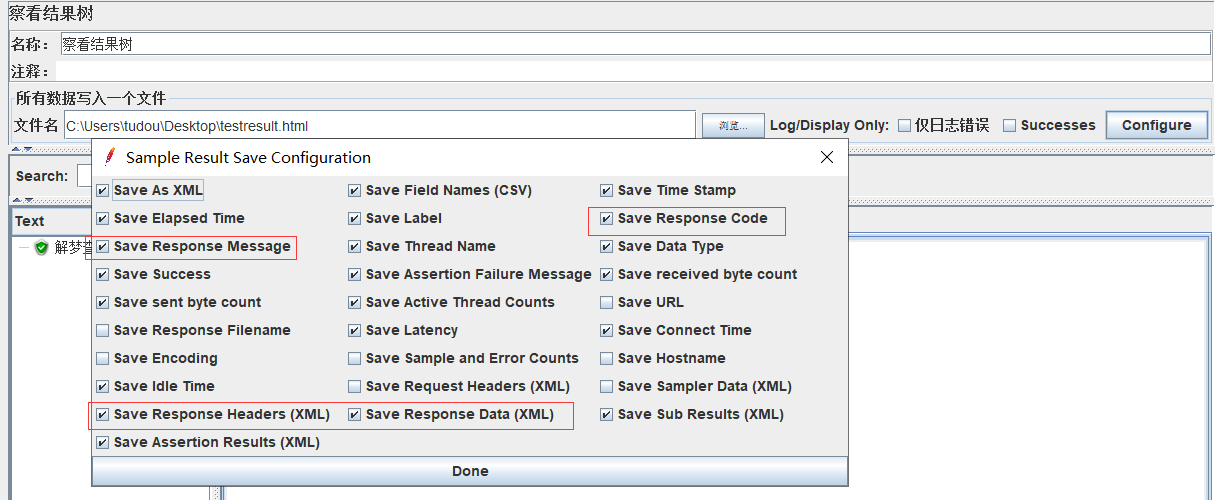 察看结果树
名称： 察看结果树
注释：
所有数据写入一个文件
文件名 C:\Users\tudou\Desktop\testresult.html 浏览... Log/Display Only: 仅日志错误 Successes Configure
Sample Result Save Configuration
Search:
Save As XML Save Field Names (CSV) Save Time Stamp
Text
Save Elapsed Time Save Label Save Response Code
解梦
Save Response Message Save Thread Name Save Data Type
Save Success Save Assertion Failure Message Save received byte count
Save sent byte count Save Active Thread Counts Save URL
Save Response Filename Save Latency Save Connect Time
Save Encoding Save Sample and Error Counts Save Hostname
Save Idle Time Save Request Headers (XML) Save Sampler Data (XML)
Save Response Headers (XML) Save Response Data (XML) Save Sub Results (XML)
Save Assertion Results (XML)
Done